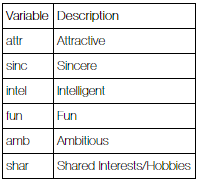 Variable Description
attr Attractive
sinc Sincere
intel Intelligent
fun Fun
amb Ambitious
shar Shared Interests/Hobbies